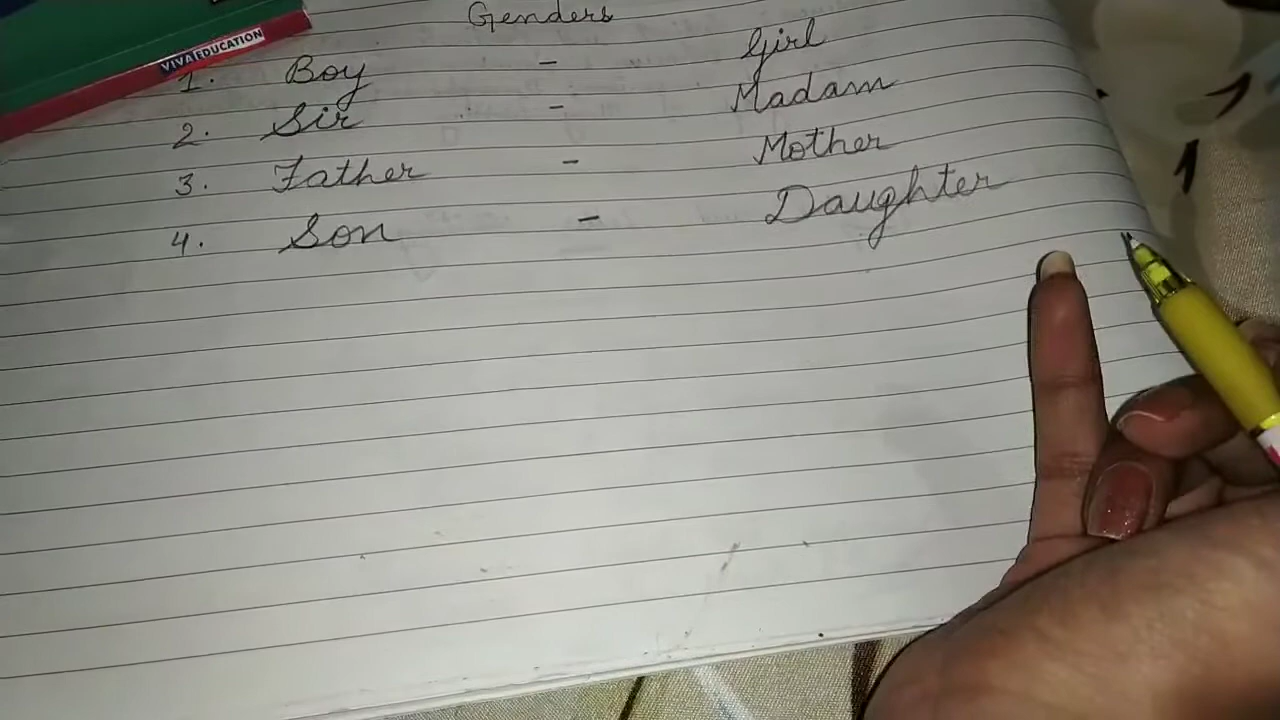 Genders
VIVA EDUCATION
1. Boy - Girl
2. Sir - Madam
3. Father - Mother
4. Son - Daughter